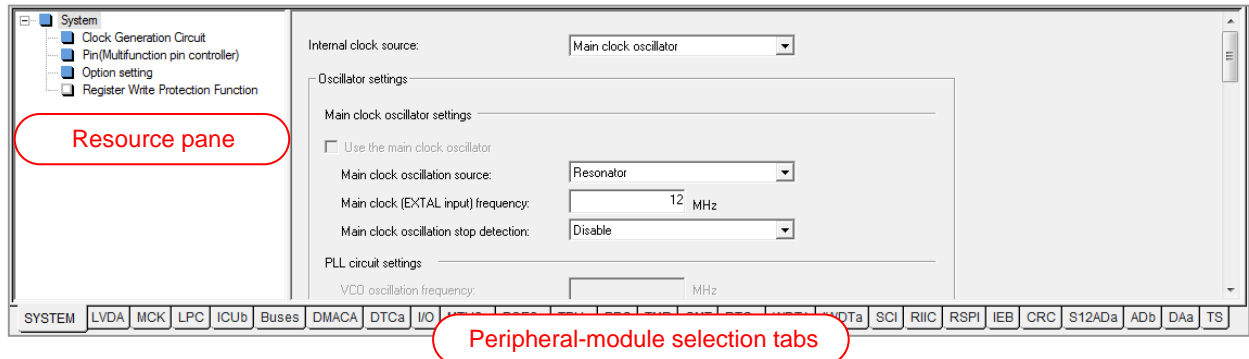 System
Clock Generation Circuit
Pin(Multifunction pin controller)
Option setting
Register Write Protection Function
Resource pane
Internal clock source: Main clock oscillator
Oscillator settings
Main clock oscillator settings
Use the main clock oscillator
Main clock oscillation source: Resonator
Main clock (EXTAL input) frequency: 12 MHz
Main clock oscillation stop detection: Disable
PLL circuit settings
VCO oscillation frequency: MHz
SYSTEM LVDA MCK LPC ICUb Buses DMACA DTCa I/O SCI RIIC RSPI IEB CRC S12ADa ADb DAa TS
Peripheral-module selection tabs